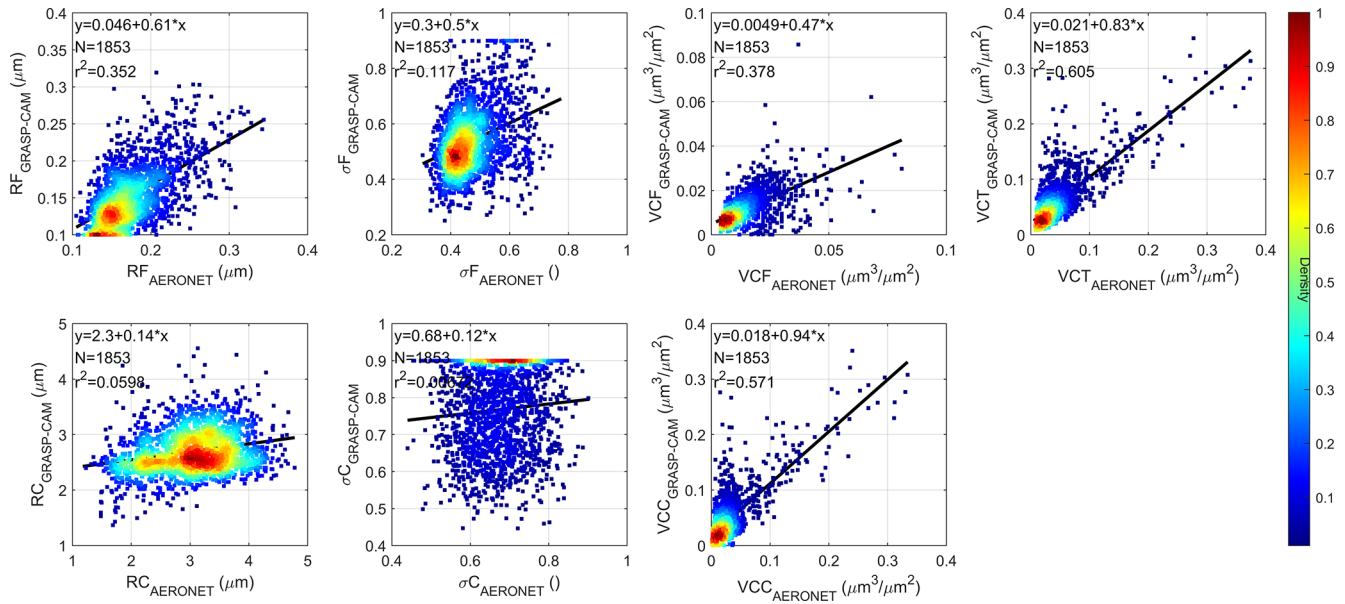 y=0.046+0.61*x
N=1853
r²=0.352
0.4
0.35
0.3
0.25
0.2
0.15
0.1
RF_GRASP-CAM (μm)
0.1 0.2 0.3 0.4
RF_AERONET (μm)
y=0.3+0.5*x
N=1853
r²=0.117
1
0.8
0.6
0.4
0.2
σF_GRASP-CAM
0.2 0.4 0.6 0.8 1
σF_AERONET ()
y=0.0049+0.47*x
N=1853
r²=0.378
0.1
0.08
0.06
0.04
0.02
0
VCF_GRASP-CAM (μm³/μm²)
0 0.05 0.1
VCF_AERONET (μm³/μm²)
y=0.021+0.83*x
N=1853
r²=0.605
0.4
0.3
0.2
0.1
0
VCT_GRASP-CAM (μm³/μm²)
0 0.1 0.2 0.3 0.4
VCT_AERONET (μm³/μm²)
y=2.3+0.14*x
N=1853
r²=0.0598
5
4
3
2
1
RC_GRASP-CAM (μm)
1 2 3 4 5
RC_AERONET (μm)
y=0.68+0.12*x
N=1853
1
0.9
0.8
0.7
0.6
0.5
0.4
σC_GRASP-CAM
0.4 0.6 0.8 1
σC_AERONET ()
y=0.018+0.94*x
N=1853
r²=0.571
0.4
0.3
0.2
0.1
0
VCC_GRASP-CAM (μm³/μm²)
0 0.1 0.2 0.3 0.4
VCC_AERONET (μm³/μm²)
1
0.9
0.8
0.7
0.6
0.5
0.4
0.3
0.2
0.1
Density